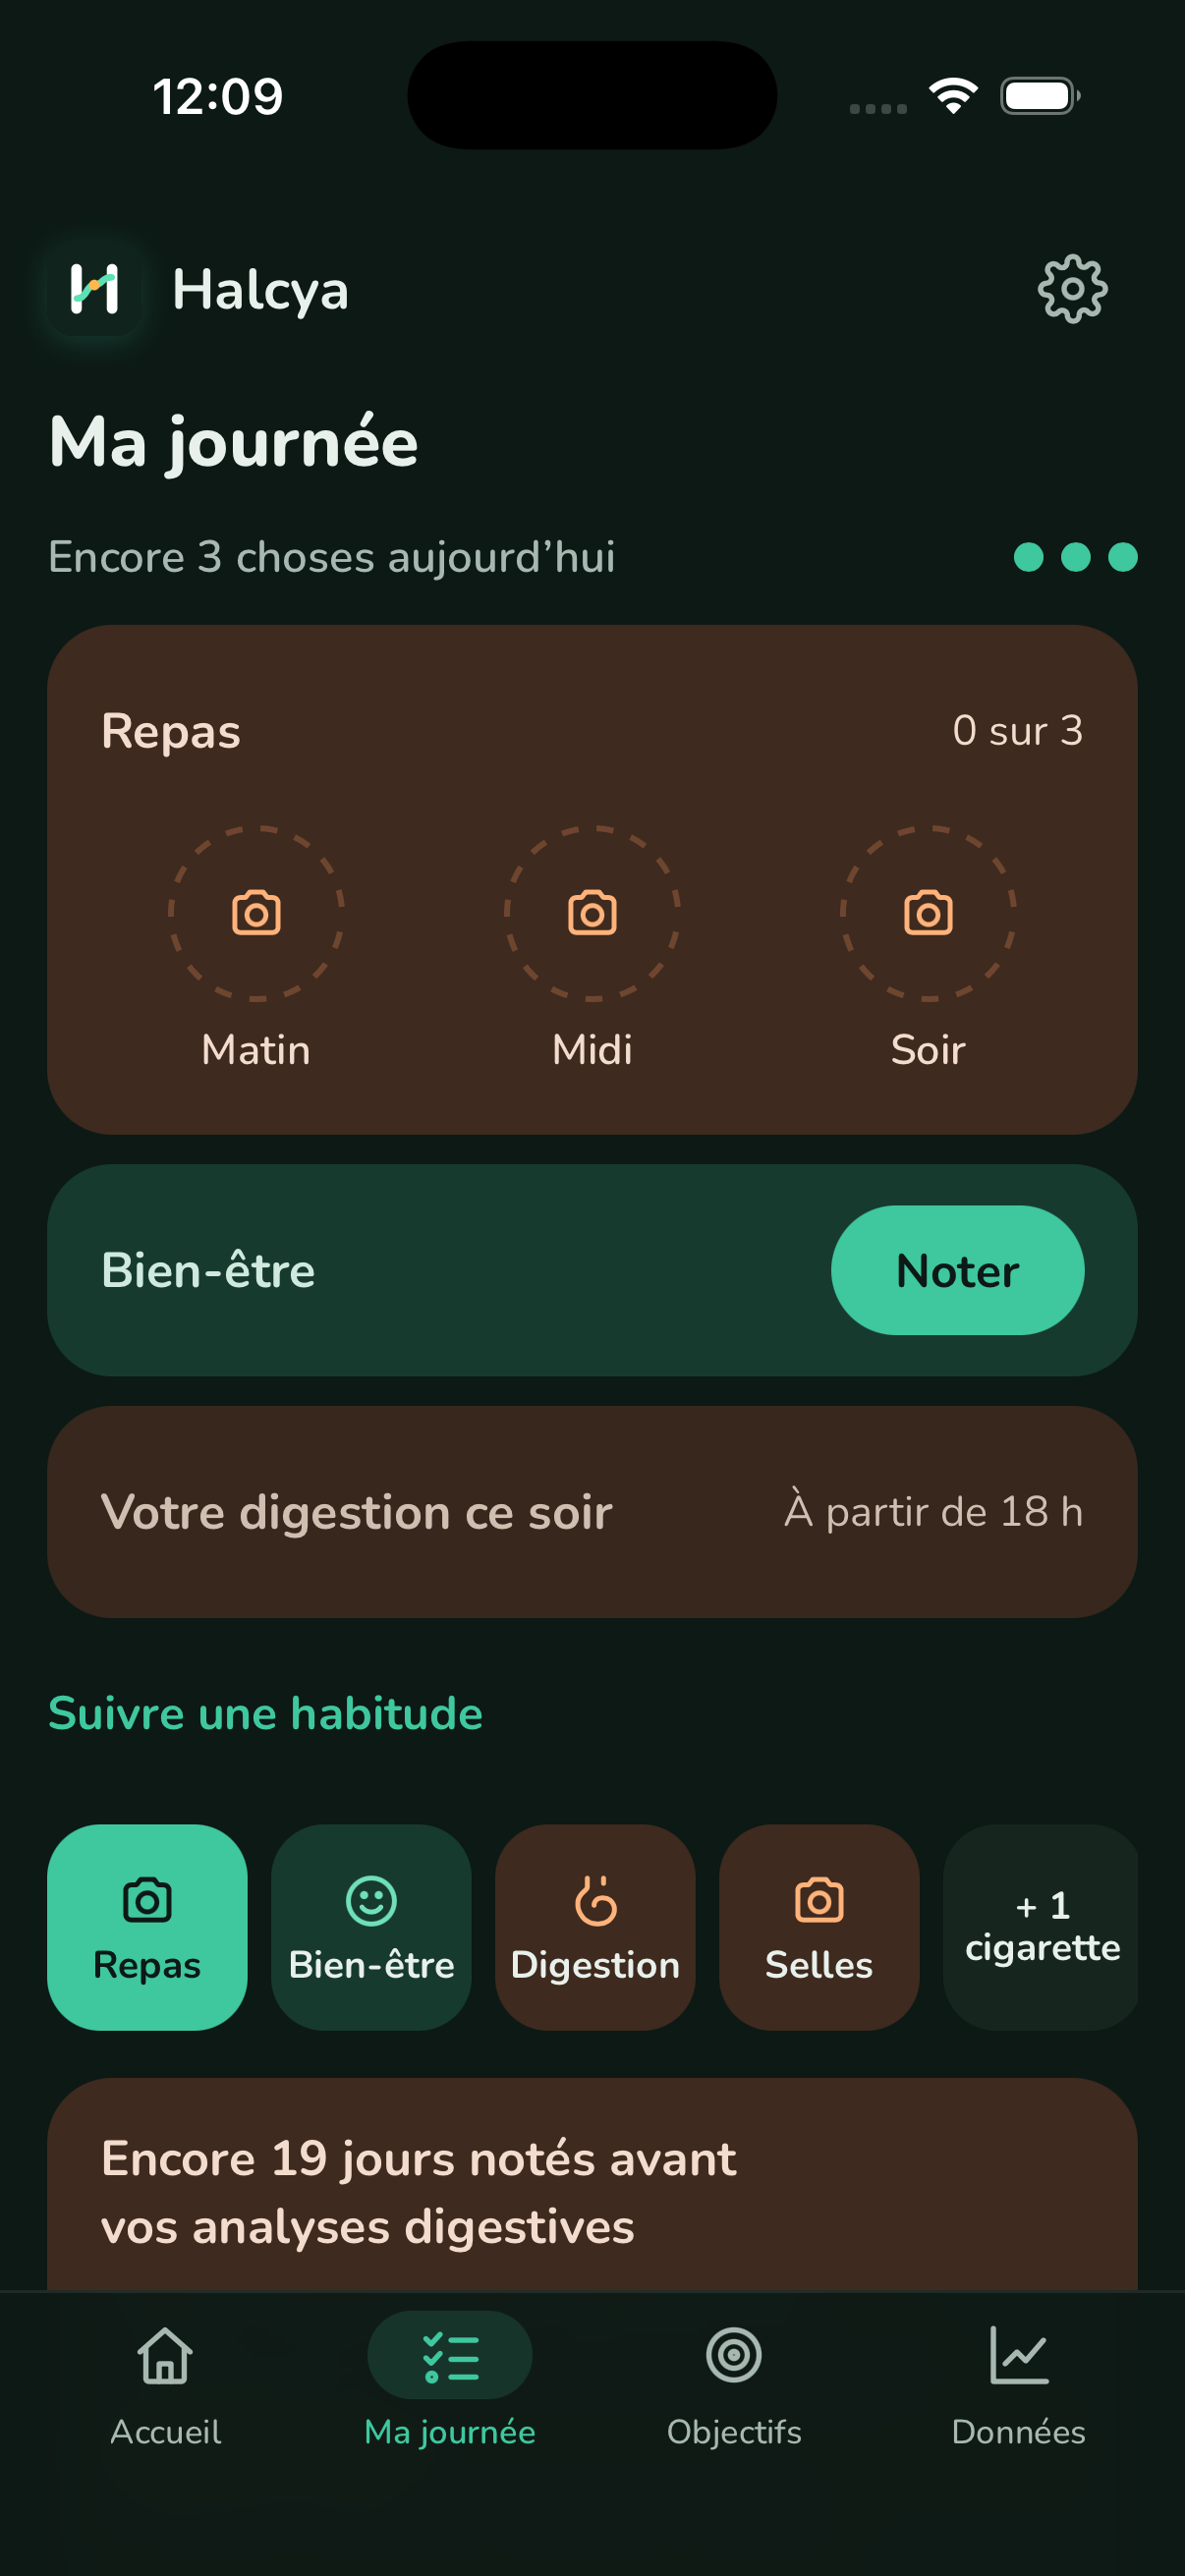 12:09
Halcya
Ma journée
Encore 3 choses aujourd’hui
Repas
0 sur 3
Matin
Midi
Soir
Bien-être
Noter
Votre digestion ce soir
À partir de 18 h
Suivre une habitude
Repas
Bien-être
Digestion
Selles
+ 1
cigarette
Encore 19 jours notés avant
vos analyses digestives
Accueil
Ma journée
Objectifs
Données